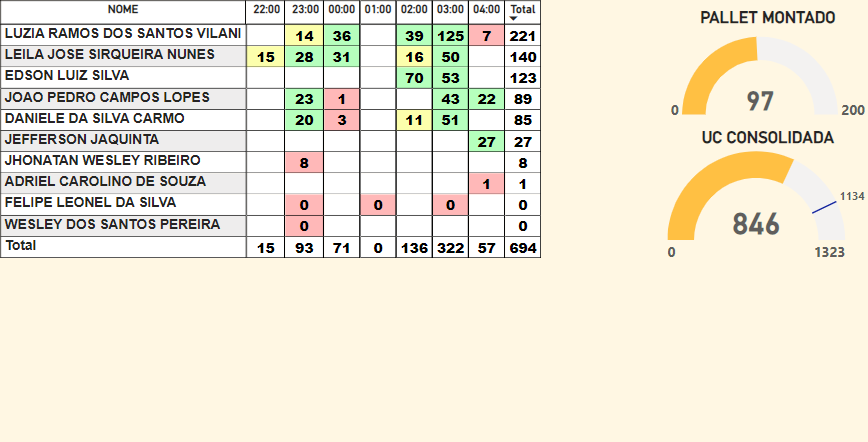 NOME 22:00 23:00 00:00 01:00 02:00 03:00 04:00 Total
LUZIA RAMOS DOS SANTOS VILANI 14 36 39 125 7 221
LEILA JOSE SIRQUEIRA NUNES 15 28 31 16 50 140
EDSON LUIZ SILVA 70 53 123
JOAO PEDRO CAMPOS LOPES 23 1 43 22 89
DANIELE DA SILVA CARMO 20 3 11 51 85
JEFFERSON JAQUINTA 27 27
JHONATAN WESLEY RIBEIRO 8 8
ADRIEL CAROLINO DE SOUZA 1 1
FELIPE LEONEL DA SILVA 0 0 0 0
WESLEY DOS SANTOS PEREIRA 0 0
Total 15 93 71 0 136 322 57 694
PALLET MONTADO
97
0 200
UC CONSOLIDADA
1134
846
0 1323